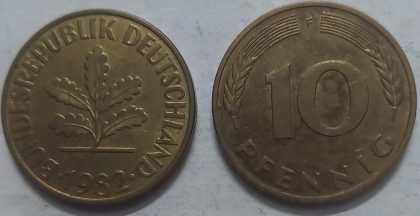 BUNDESREPUBLIK DEUTSCHLAND
· 1982 ·
F
10
PFENNIG